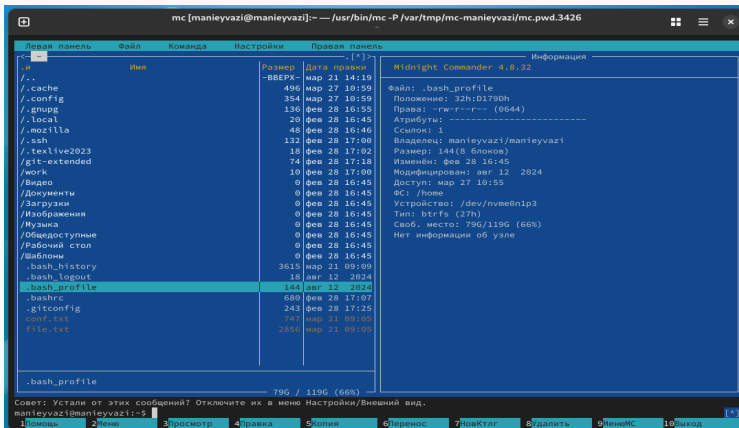 mc [manieyvazi@manieyvazi]:~ — /usr/bin/mc -P /var/tmp/mc-manieyvazi/mc.pwd.3426
Левая панель Файл Команда Настройки Правая панель
<- ~ .[^]>
.и Имя Размер Дата правки
/.. -ВВЕРХ- мар 21 14:19
/.cache 496 мар 27 10:59
/.config 354 мар 27 10:59
/.gnupg 136 фев 28 16:55
/.local 20 фев 28 16:45
/.mozilla 48 фев 28 16:46
/.ssh 132 фев 28 17:00
/.texlive2023 18 фев 28 17:02
/git-extended 74 фев 28 17:18
/work 10 фев 28 17:00
/Видео 0 фев 28 16:45
/Документы 0 фев 28 16:45
/Загрузки 0 фев 28 16:45
/Изображения 0 фев 28 16:45
/Музыка 0 фев 28 16:45
/Общедоступные 0 фев 28 16:45
/Рабочий стол 0 фев 28 16:45
/Шаблоны 0 фев 28 16:45
.bash_history 3615 мар 21 09:09
.bash_logout 18 авг 12 2024
.bash_profile 144 авг 12 2024
.bashrc 680 фев 28 17:07
.gitconfig 243 фев 28 17:25
conf.txt 747 мар 21 09:05
file.txt 2856 мар 21 09:05
.bash_profile
79G / 119G (66%)
Информация
Midnight Commander 4.8.32
Файл: .bash_profile
Положение: 32h:D179Dh
Права: -rw-r--r-- (0644)
Атрибуты: ----------------------
Ссылок: 1
Владелец: manieyvazi/manieyvazi
Размер: 144(8 блоков)
Изменён: фев 28 16:45
Модифицирован: авг 12 2024
Доступ: мар 27 10:55
ФС: /home
Устройство: /dev/nvme0n1p3
Тип: btrfs (27h)
Своб. место: 79G/119G (66%)
Нет информации об узле
Совет: Устали от этих сообщений? Отключите их в меню Настройки/Внешний вид.
manieyvazi@manieyvazi:~$ [^]
1Помощь 2Меню 3Просмотр 4Правка 5Копия 6Перенос 7НовКтлг 8Удалить 9МенюМС 10Выход